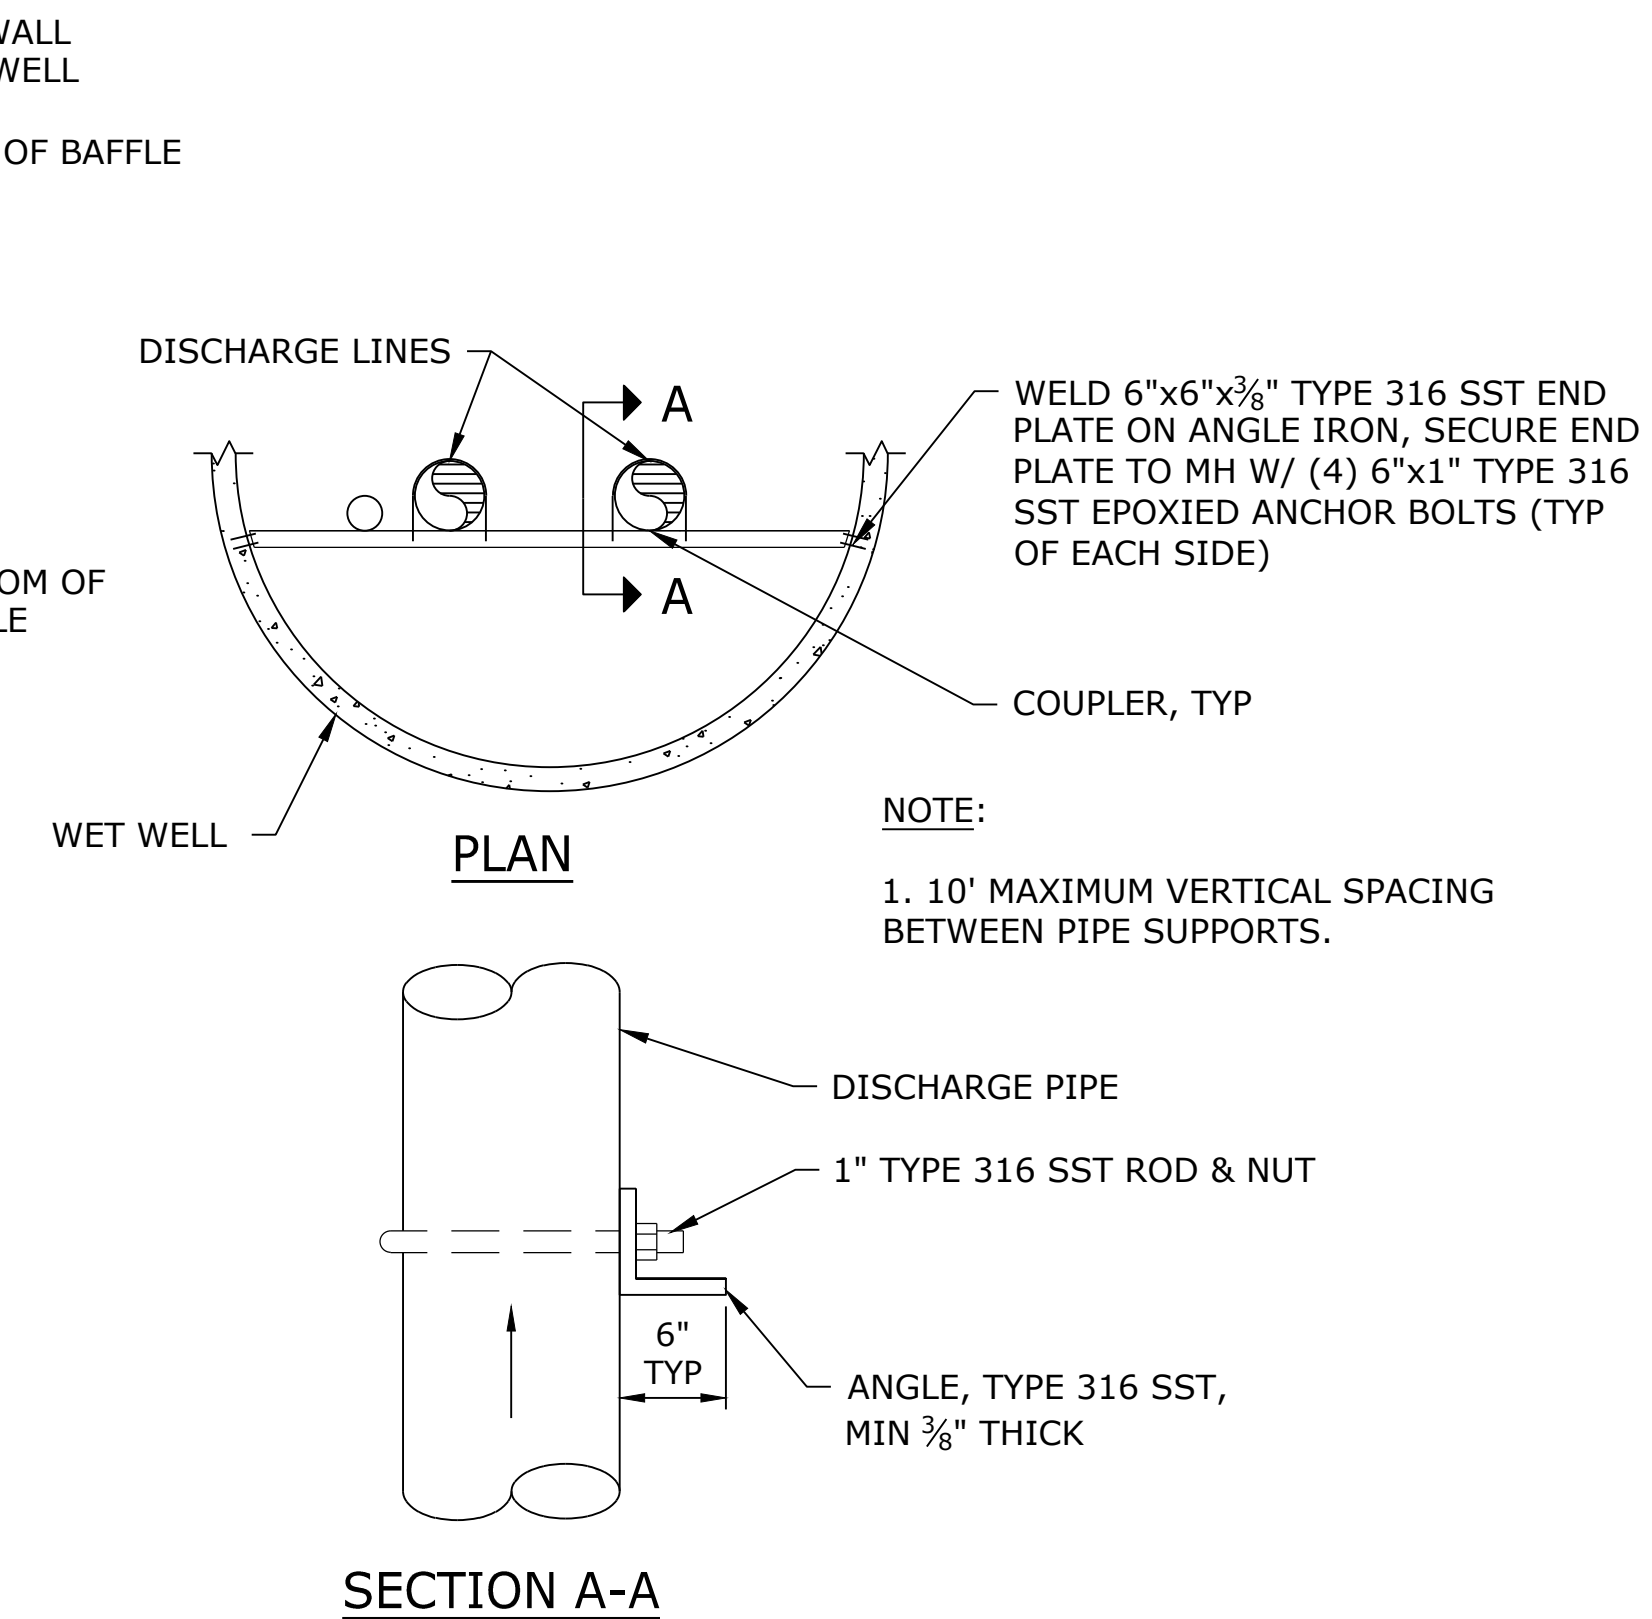 WELL
OF BAFFLE
DISCHARGE LINES
A
WELD 6"x6"x⅜" TYPE 316 SST END
PLATE ON ANGLE IRON, SECURE END
PLATE TO MH W/ (4) 6"x1" TYPE 316
SST EPOXIED ANCHOR BOLTS (TYP
OF EACH SIDE)
OF
A
COUPLER, TYP
WET WELL
PLAN
NOTE:
1. 10' MAXIMUM VERTICAL SPACING
BETWEEN PIPE SUPPORTS.
DISCHARGE PIPE
1" TYPE 316 SST ROD & NUT
6"
TYP
ANGLE, TYPE 316 SST,
MIN ⅜" THICK
SECTION A-A